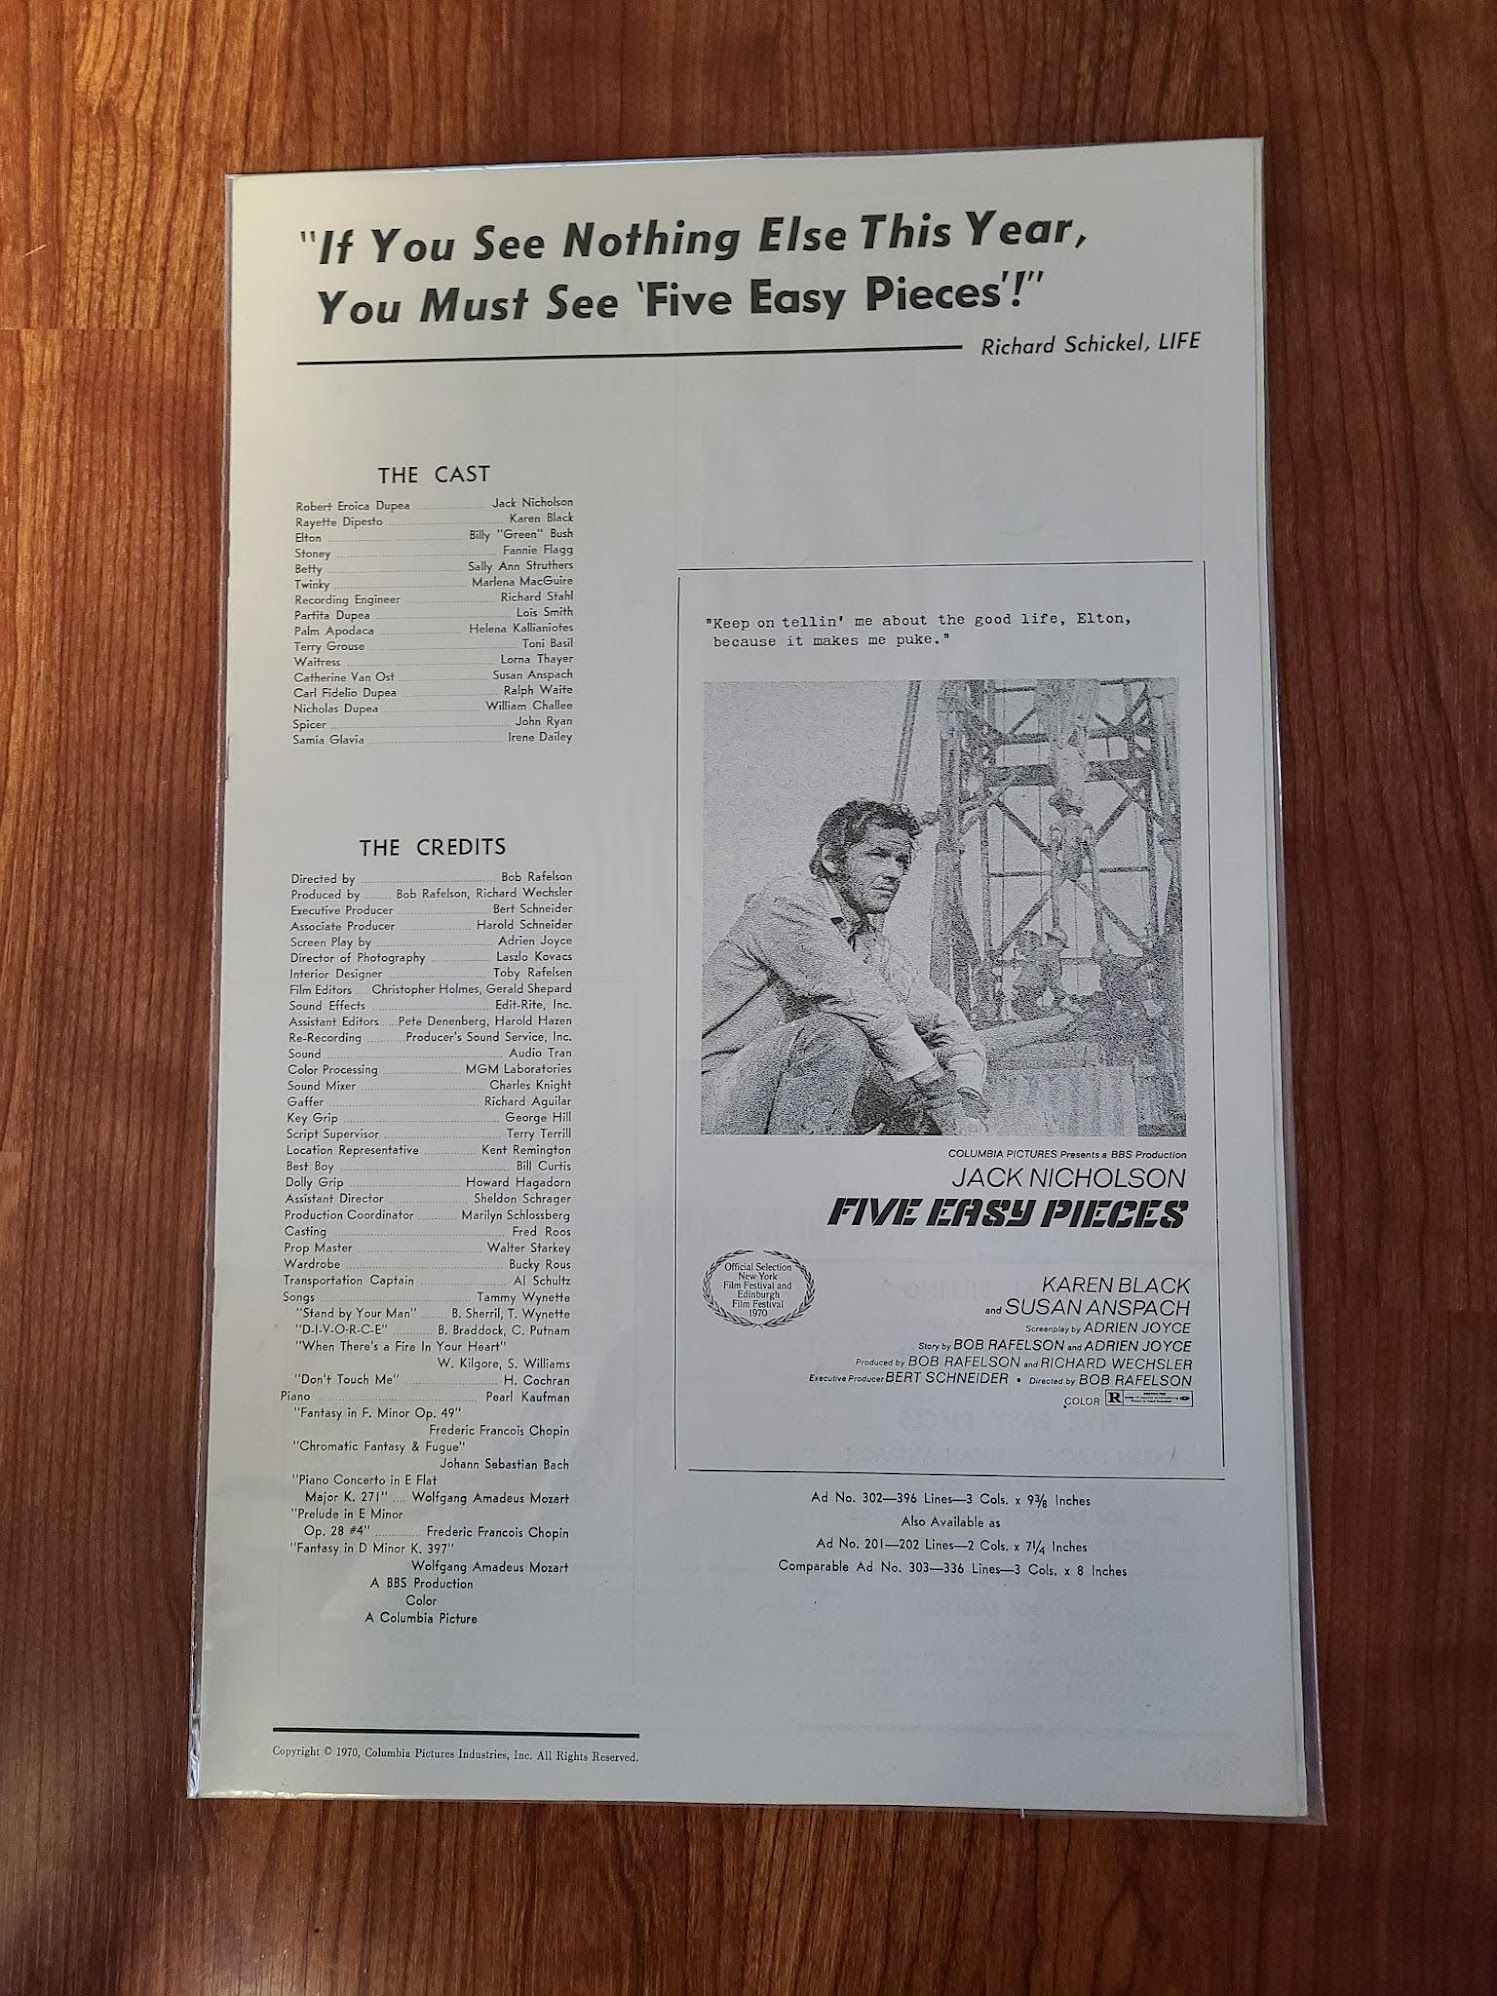 "If You See Nothing Else This Year,
You Must See 'Five Easy Pieces'!"
Richard Schickel, LIFE
THE CAST
Robert Eroica Dupea Jack Nicholson
Rayette Dipesto Karen Black
Elton Billy "Green" Bush
Stoney Fannie Flagg
Betty Sally Ann Struthers
Twinky Marlena MacGuire
Recording Engineer Richard Stahl
Partita Dupea Lois Smith
Palm Apodaca Helena Kallianiotes
Terry Grouse Toni Basil
Waitress Lorna Thayer
Catherine Van Ost Susan Anspach
Carl Fidelio Dupea Ralph Waite
Nicholas Dupea William Challee
Spicer John Ryan
Samia Glavia Irene Dailey
THE CREDITS
Directed by Bob Rafelson
Produced by Bob Rafelson, Richard Wechsler
Executive Producer Bert Schneider
Associate Producer Harold Schneider
Screen Play by Adrien Joyce
Director of Photography Laszlo Kovacs
Interior Designer Toby Rafelsen
Film Editors Christopher Holmes, Gerald Shepard
Sound Effects Edit-Rite, Inc.
Assistant Editors Pete Denenberg, Harold Hazen
Re-Recording Producer's Sound Service, Inc.
Sound Audio Tran
Color Processing MGM Laboratories
Sound Mixer Charles Knight
Gaffer Richard Aguilar
Key Grip George Hill
Script Supervisor Terry Terrill
Location Representative Kent Remington
Best Boy Bill Curtis
Dolly Grip Howard Hagadorn
Assistant Director Sheldon Schrager
Production Coordinator Marilyn Schlossberg
Casting Fred Roos
Prop Master Walter Starkey
Wardrobe Bucky Rous
Transportation Captain Al Schultz
Songs Tammy Wynette
"Stand by Your Man" B. Sherril, T. Wynette
"D-I-V-O-R-C-E" B. Braddock, C. Putnam
"When There's a Fire In Your Heart"
W. Kilgore, S. Williams
"Don't Touch Me" H. Cochran
Piano Pearl Kaufman
"Fantasy in F. Minor Op. 49"
Frederic Francois Chopin
"Chromatic Fantasy & Fugue"
Johann Sebastian Bach
"Piano Concerto in E Flat
Major K. 271" Wolfgang Amadeus Mozart
"Prelude in E Minor
Op. 28 #4" Frederic Francois Chopin
"Fantasy in D Minor K. 397"
Wolfgang Amadeus Mozart
A BBS Production
Color
A Columbia Picture
Copyright © 1970, Columbia Pictures Industries, Inc. All Rights Reserved.
"Keep on tellin' me about the good life, Elton,
because it makes me puke."
COLUMBIA PICTURES Presents a BBS Production
JACK NICHOLSON
FIVE EASY PIECES
Official Selection
New York
Film Festival and
Edinburgh
Film Festival
1970
KAREN BLACK
and SUSAN ANSPACH
Screenplay by ADRIEN JOYCE
Story by BOB RAFELSON and ADRIEN JOYCE
Produced by BOB RAFELSON and RICHARD WECHSLER
Executive Producer BERT SCHNEIDER • Directed by BOB RAFELSON
COLOR R
Ad No. 302—396 Lines—3 Cols. x 9⅜ Inches
Also Available as
Ad No. 201—202 Lines—2 Cols. x 7¼ Inches
Comparable Ad No. 303—336 Lines—3 Cols. x 8 Inches